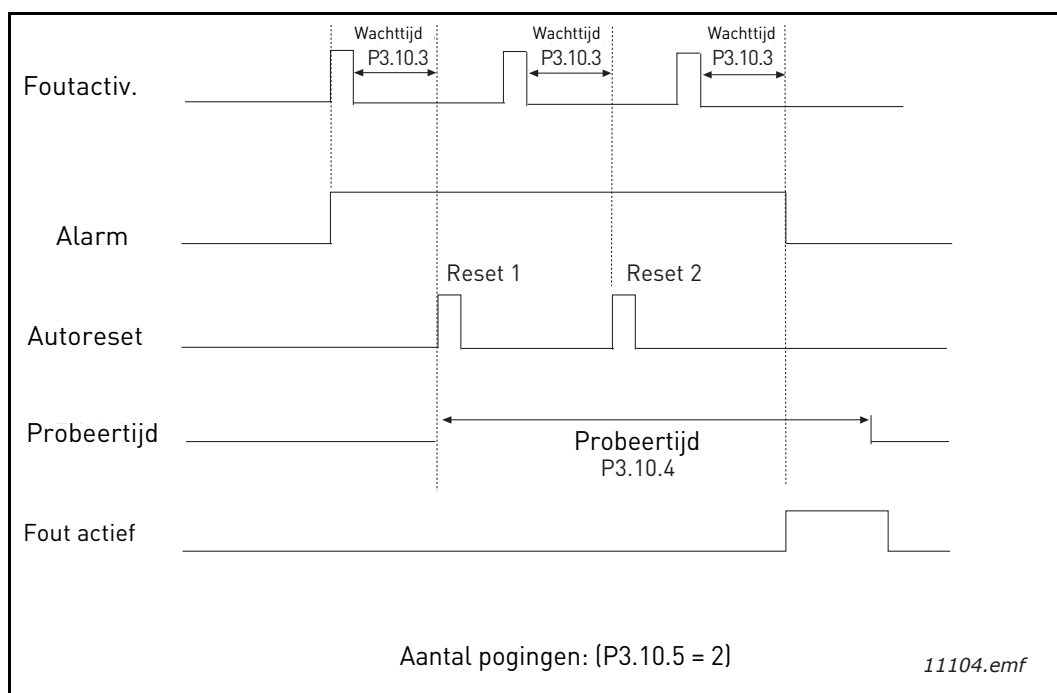 Wachttijd Wachttijd Wachttijd
P3.10.3 P3.10.3 P3.10.3
Foutactiv.
Alarm
Reset 1 Reset 2
Autoreset
Probeertijd
Probeertijd
P3.10.4
Fout actief
Aantal pogingen: (P3.10.5 = 2)
11104.emf